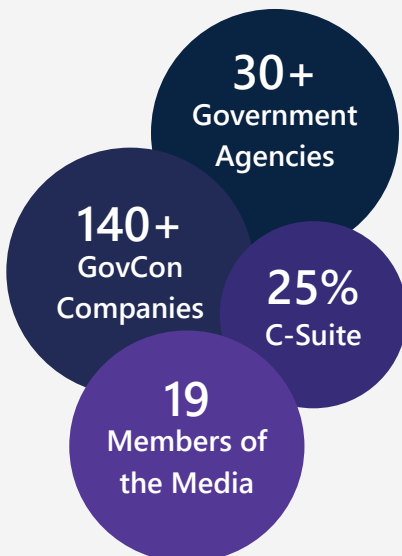 30+
Government
Agencies
140+
GovCon
Companies
25%
C-Suite
19
Members of
the Media